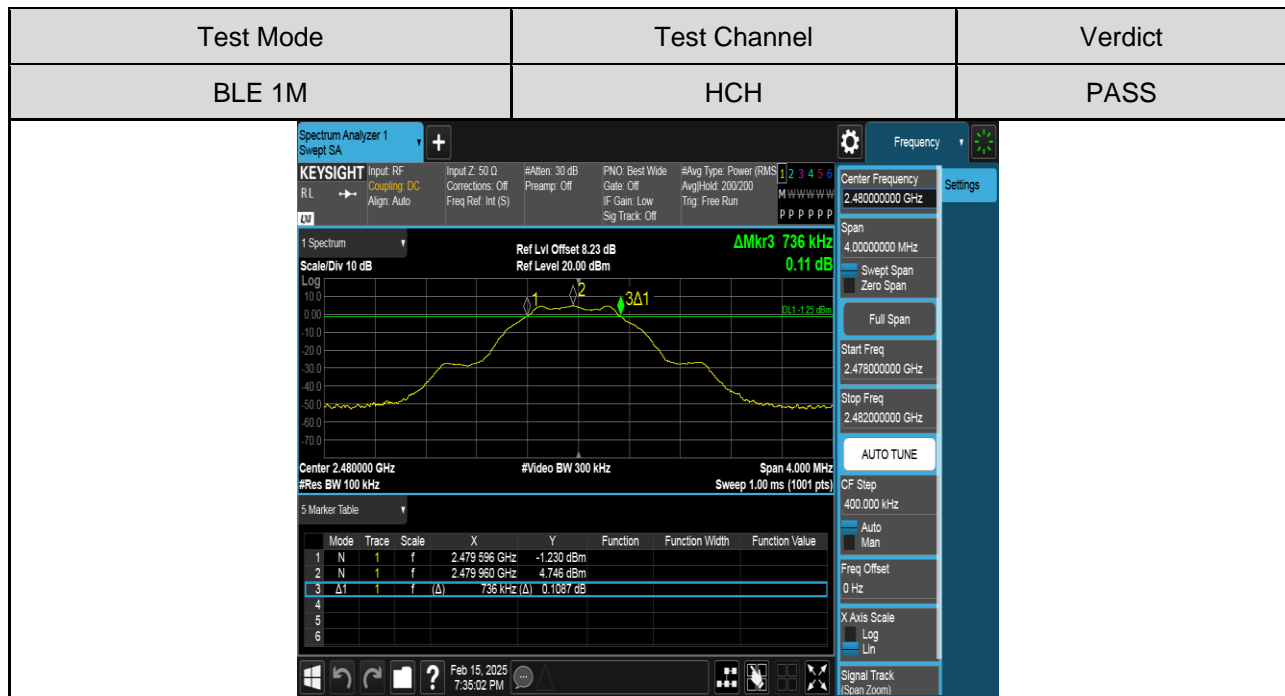 Test Mode Test Channel Verdict
BLE 1M HCH PASS
Spectrum Analyzer 1
Swept SA
+
Frequency
KEYSIGHT Input: RF Input Z: 50 Ω #Atten: 30 dB PNO: Best Wide #Avg Type: Power (RMS 1 2 3 4 5 6
R L Coupling: DC Corrections: Off Preamp: Off Gate: Off Avg|Hold: 200/200 M W W W W W
Align: Auto Freq Ref: Int (S) IF Gain: Low Trig: Free Run
LXI Sig Track: Off P P P P P P
Center Frequency
2.480000000 GHz
Settings
1 Spectrum Ref Lvl Offset 8.23 dB ΔMkr3 736 kHz
Scale/Div 10 dB Ref Level 20.00 dBm 0.11 dB
Log
10.0
0.00
-10.0
-20.0
-30.0
-40.0
-50.0
-60.0
-70.0
1 2 3Δ1
DL1 -1.25 dBm
Center 2.480000 GHz #Video BW 300 kHz Span 4.000 MHz
#Res BW 100 kHz Sweep 1.00 ms (1001 pts)
Span
4.00000000 MHz
Swept Span
Zero Span
Full Span
Start Freq
2.478000000 GHz
Stop Freq
2.482000000 GHz
AUTO TUNE
CF Step
400.000 kHz
Auto
Man
Freq Offset
0 Hz
X Axis Scale
Log
Lin
Signal Track
(Span Zoom)
5 Marker Table
Mode Trace Scale X Y Function Function Width Function Value
1 N 1 f 2.479 596 GHz -1.230 dBm
2 N 1 f 2.479 960 GHz 4.746 dBm
3 Δ1 1 f (Δ) 736 kHz (Δ) 0.1087 dB
4
5
6
? Feb 15, 2025
7:35:02 PM